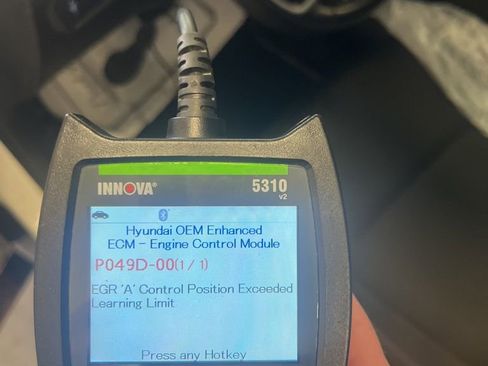 INNOVA® 5310
v2
Hyundai OEM Enhanced
ECM - Engine Control Module
P049D-00(1 / 1)
EGR 'A' Control Position Exceeded
Learning Limit
Press any Hotkey